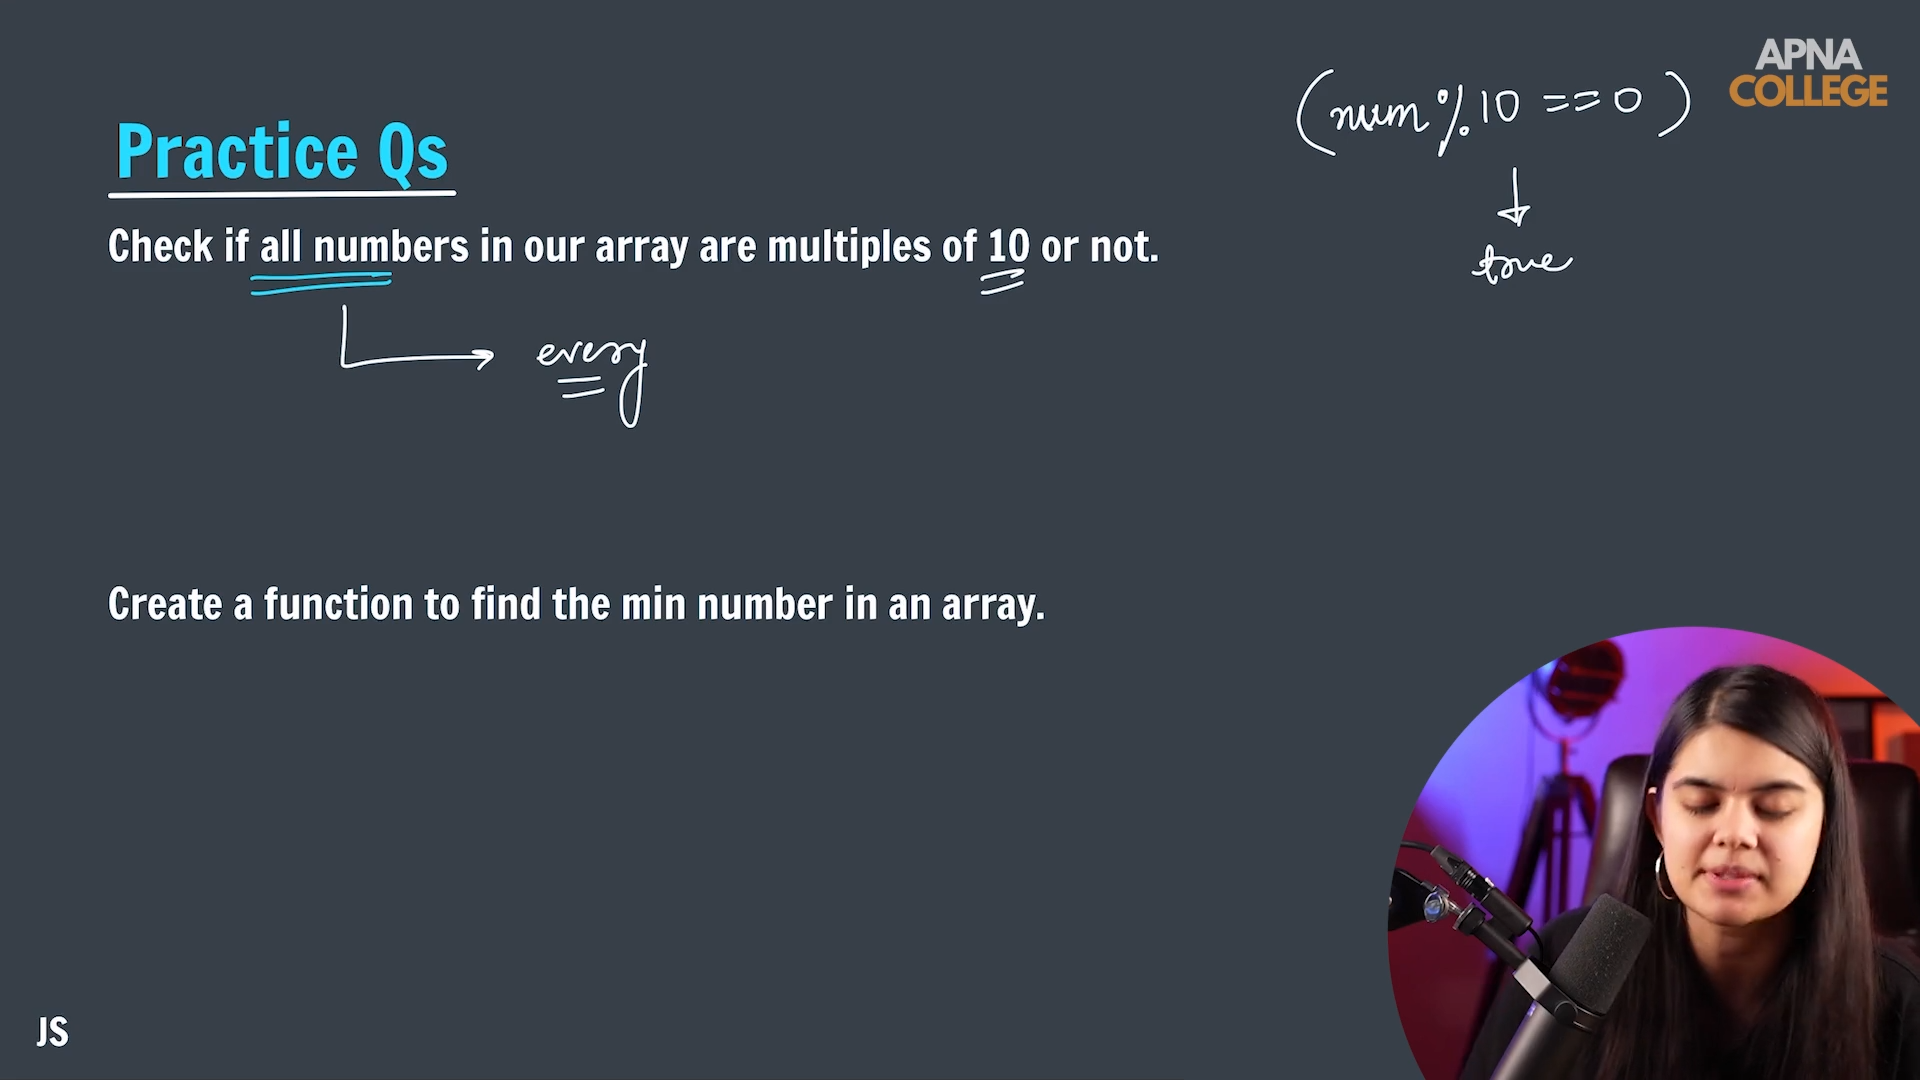 APNA
COLLEGE
(num % 10 == 0)
true
Practice Qs
Check if all numbers in our array are multiples of 10 or not.
every
Create a function to find the min number in an array.
JS